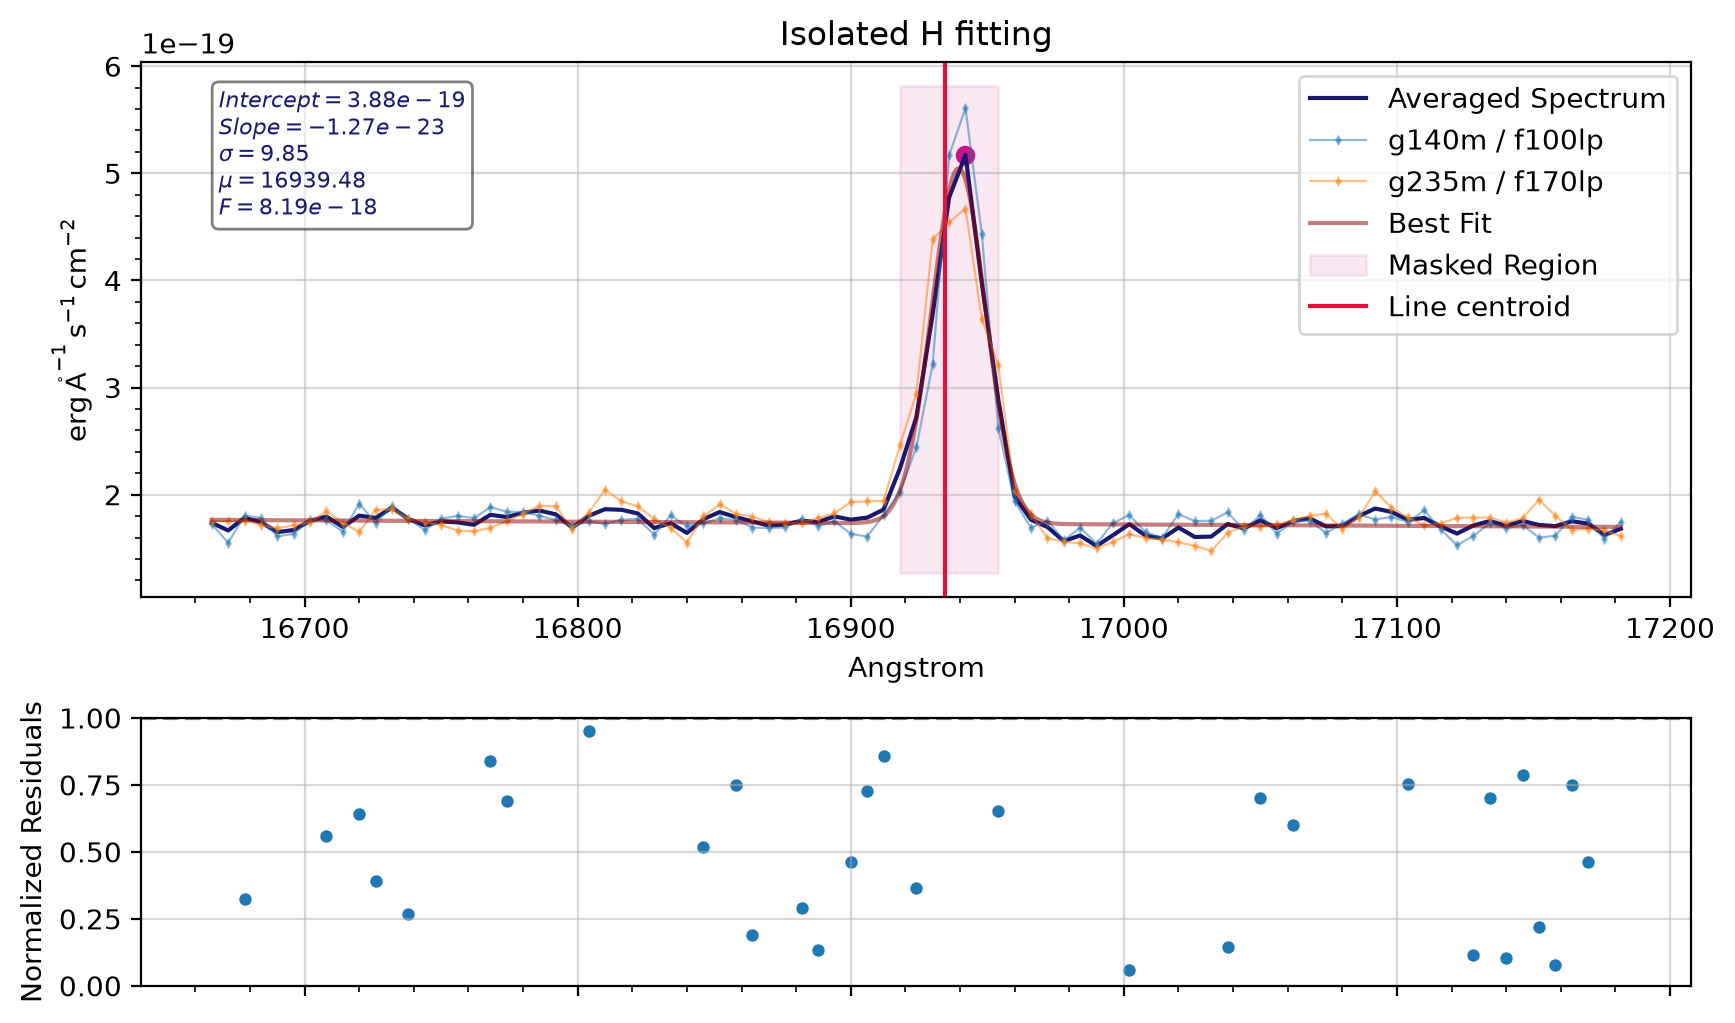 Isolated H fitting
1e−19
6
5
4
3
2
erg Å⁻¹ s⁻¹ cm⁻²
Intercept = 3.88e − 19
Slope = −1.27e − 23
σ = 9.85
μ = 16939.48
F = 8.19e − 18
Averaged Spectrum
g140m / f100lp
g235m / f170lp
Best Fit
Masked Region
Line centroid
16700 16800 16900 17000 17100 17200
Angstrom
Normalized Residuals
1.00
0.75
0.50
0.25
0.00